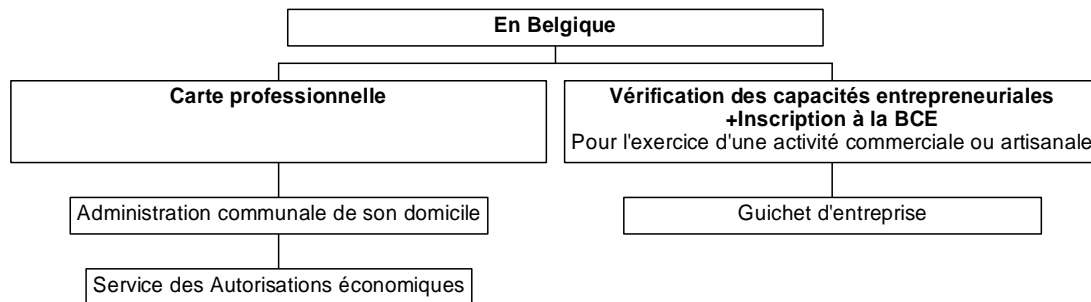 En Belgique
Carte professionnelle
Vérification des capacités entrepreneuriales
+Inscription à la BCE
Pour l'exercice d'une activité commerciale ou artisanale
Administration communale de son domicile
Guichet d'entreprise
Service des Autorisations économiques